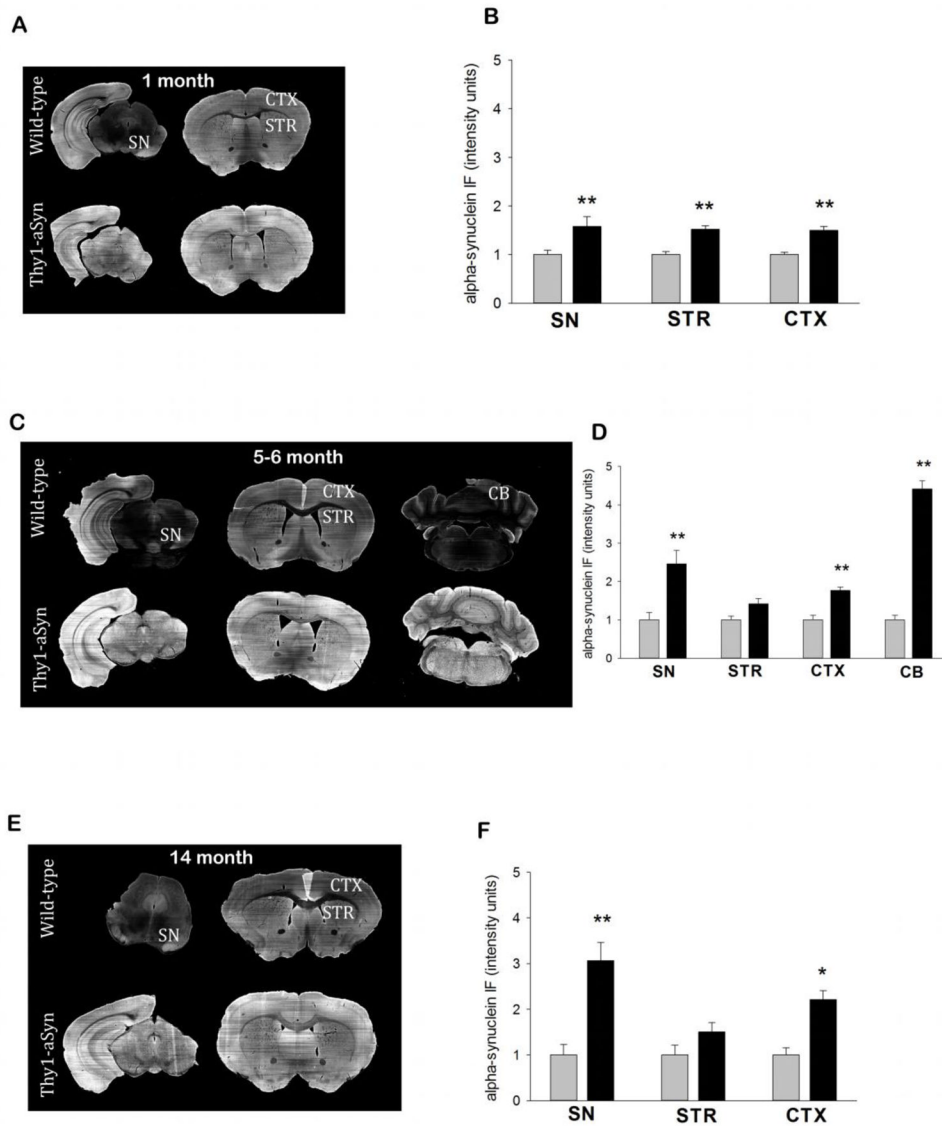 A
1 month
Wild-type
CTX
STR
SN
Thy1-aSyn
B
alpha-synuclein IF (intensity units)
5
4
3
2
1
0
**
**
**
SN
STR
CTX
C
5-6 month
Wild-type
CTX
STR
SN
CB
Thy1-aSyn
D
alpha-synuclein IF (intensity units)
5
4
3
2
1
0
**
**
**
SN
STR
CTX
CB
E
14 month
Wild-type
CTX
STR
SN
Thy1-aSyn
F
alpha-synuclein IF (intensity units)
5
4
3
2
1
0
**
*
SN
STR
CTX